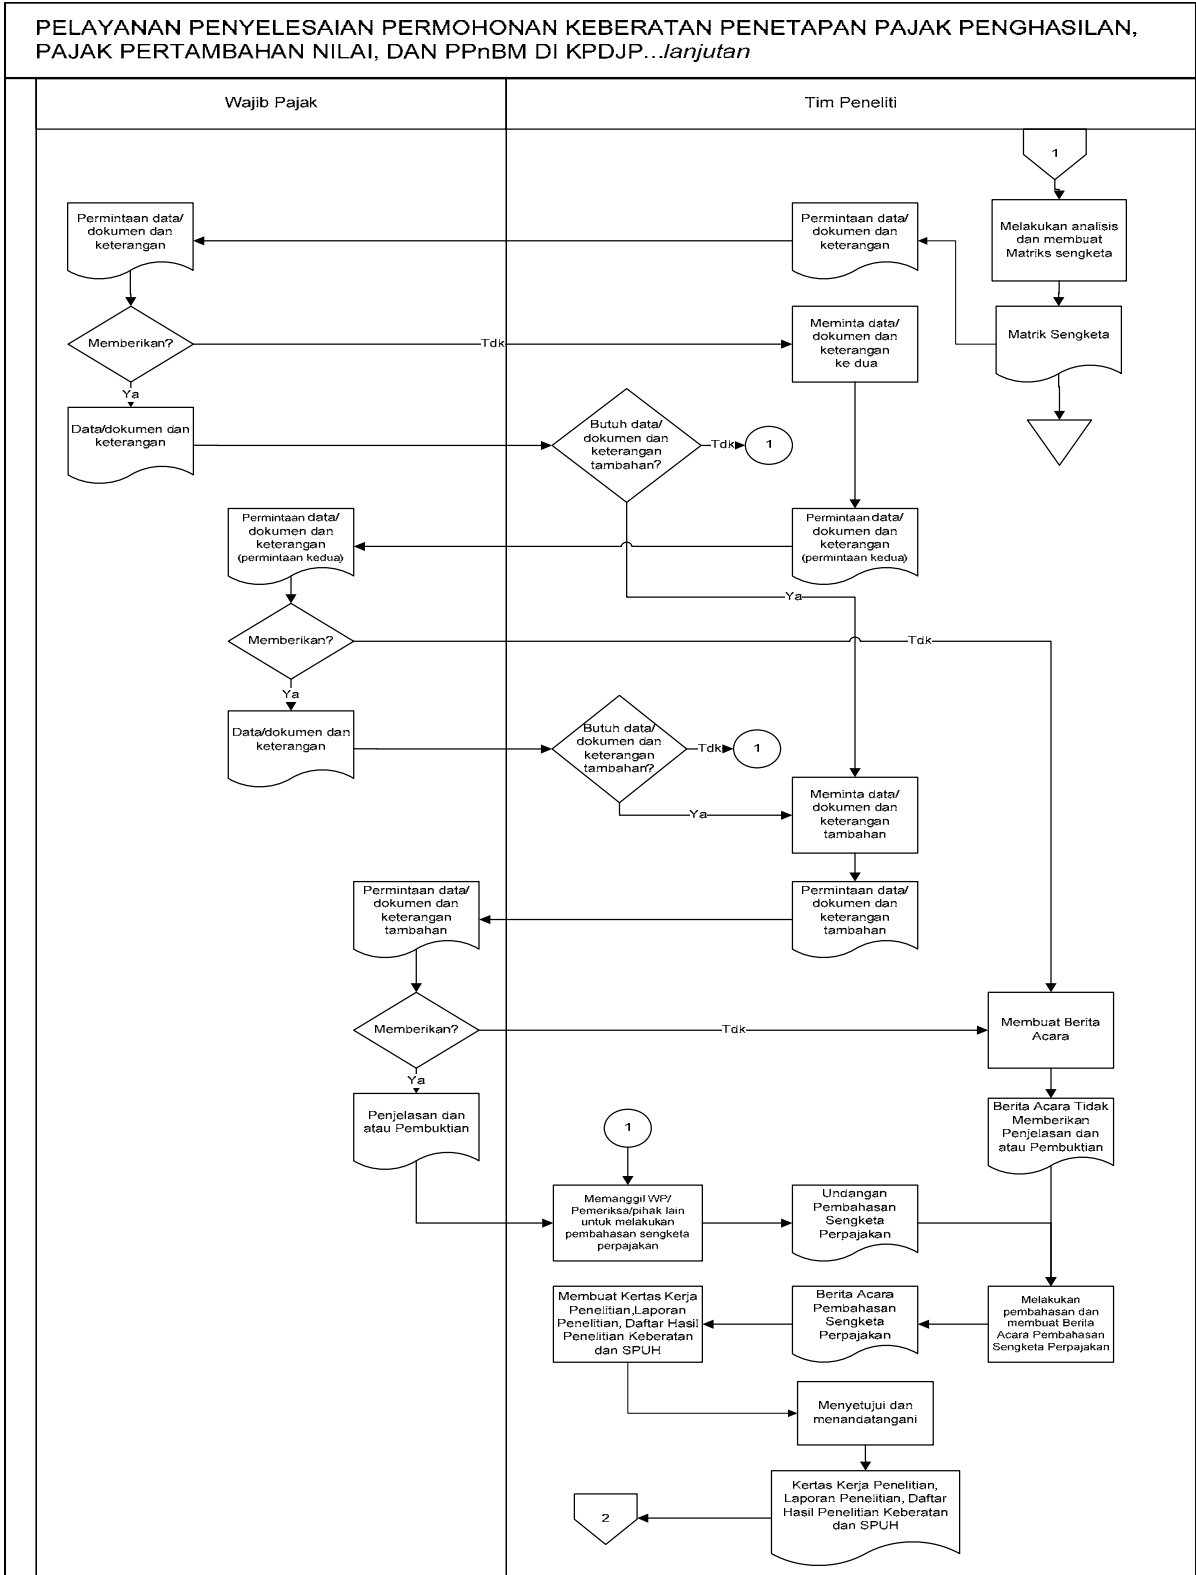 PELAYANAN PENYELESAIAN PERMOHONAN KEBERATAN PENETAPAN PAJAK PENGHASILAN,
PAJAK PERTAMBAHAN NILAI, DAN PPnBM DI KPDJP...lanjutan
Wajib Pajak
Tim Peneliti
1
Permintaan data/
dokumen dan
keterangan
Permintaan data/
dokumen dan
keterangan
Melakukan analisis
dan membuat
Matriks sengketa
Memberikan?
Tdk
Meminta data/
dokumen dan
keterangan
ke dua
Matrik Sengketa
Ya
Data/dokumen dan
keterangan
Butuh data/
dokumen dan
keterangan
tambahan?
Tdk
1
Permintaan data/
dokumen dan
keterangan
(permintaan kedua)
Permintaan data/
dokumen dan
keterangan
(permintaan kedua)
Ya
Memberikan?
Tdk
Ya
Data/dokumen dan
keterangan
Butuh data/
dokumen dan
keterangan
tambahan?
Tdk
1
Ya
Meminta data/
dokumen dan
keterangan
tambahan
Permintaan data/
dokumen dan
keterangan
tambahan
Permintaan data/
dokumen dan
keterangan
tambahan
Memberikan?
Tdk
Membuat Berita
Acara
Ya
Penjelasan dan
atau Pembuktian
1
Berita Acara Tidak
Memberikan
Penjelasan dan
atau Pembuktian
Memanggil WP/
Pemeriksa/pihak lain
untuk melakukan
pembahasan sengketa
perpajakan
Undangan
Pembahasan
Sengketa
Perpajakan
Membuat Kertas Kerja
Penelitian,Laporan
Penelitian, Daftar Hasil
Penelitian Keberatan
dan SPUH
Berita Acara
Pembahasan
Sengketa
Perpajakan
Melakukan
pembahasan dan
membuat Berita
Acara Pembahasan
Sengketa Perpajakan
Menyetujui dan
menandatangani
Kertas Kerja Penelitian,
Laporan Penelitian, Daftar
Hasil Penelitian Keberatan
dan SPUH
2